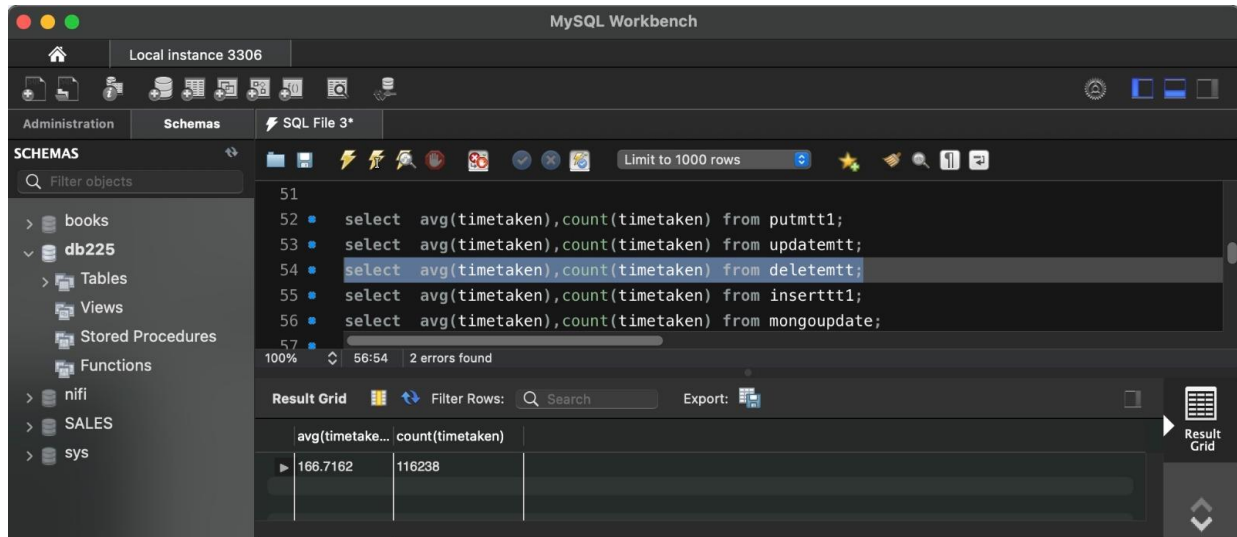 MySQL Workbench
Local instance 3306
Administration Schemas SQL File 3*
SCHEMAS
Limit to 1000 rows
Filter objects
books
db225
Tables
Views
Stored Procedures
Functions
nifi
SALES
sys
51
52 select avg(timetaken),count(timetaken) from putmtt1;
53 select avg(timetaken),count(timetaken) from updatemtt;
54 select avg(timetaken),count(timetaken) from deletemtt;
55 select avg(timetaken),count(timetaken) from inserttt1;
56 select avg(timetaken),count(timetaken) from mongoupdate;
57
100% 56:54 2 errors found
Result Grid Filter Rows: Search Export:
avg(timetake... count(timetaken)
166.7162 116238
Result
Grid